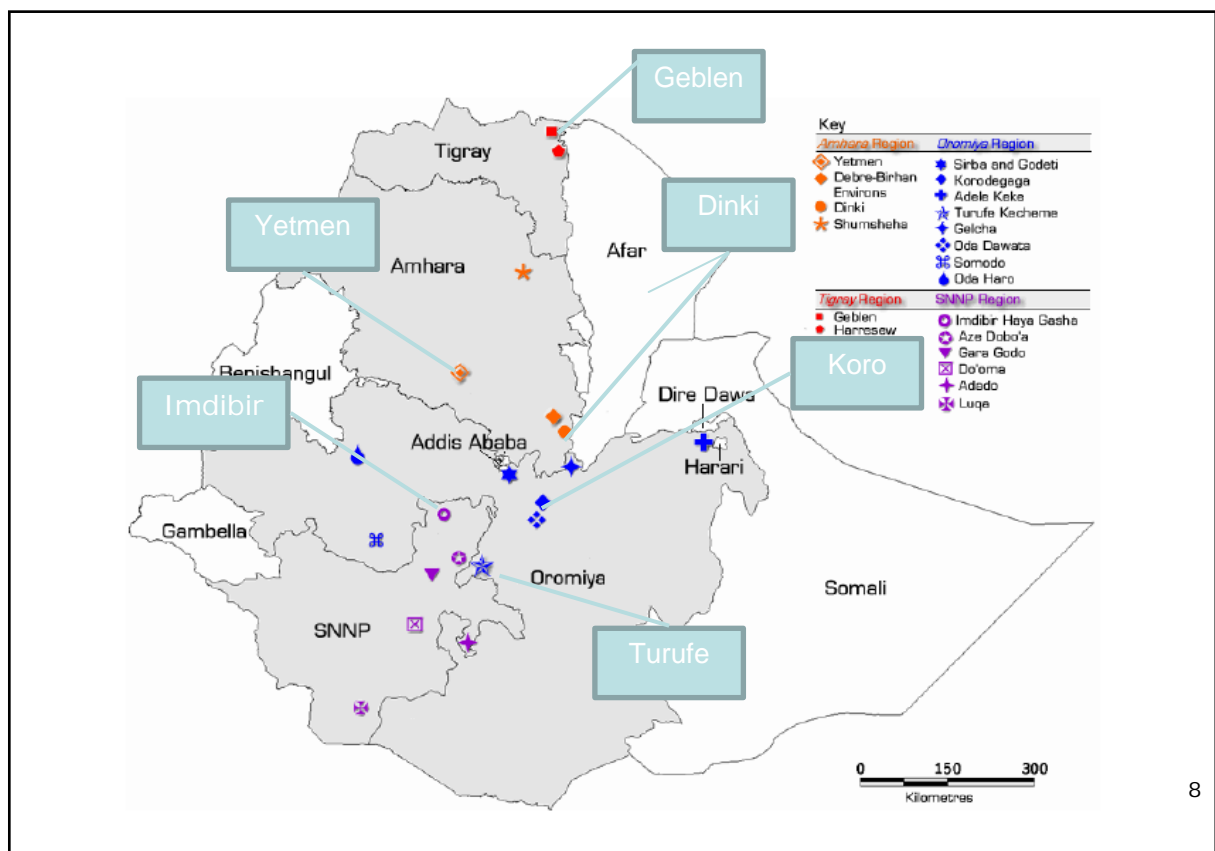 Geblen
Key
Amhara Region
Yetmen
Debre-Birhan
Environs
Dinki
Shumsheha
Oromiya Region
Sirba and Godeti
Korodegaga
Adele Keke
Turufe Kecheme
Gelcha
Oda Dawata
Somodo
Oda Haro
Tigray Region
Geblen
Harresaw
SNNP Region
Imdibir Haya Gasha
Aze Dobo'a
Gara Godo
Do'oma
Adado
Luqa
Tigray
Yetmen
Dinki
Afar
Amhara
Koro
Benishangul
Imdibir
Dire Dawa
Addis Ababa
Harari
Gambella
Oromiya
Somali
SNNP
Turufe
0 150 300
Kilometres
8